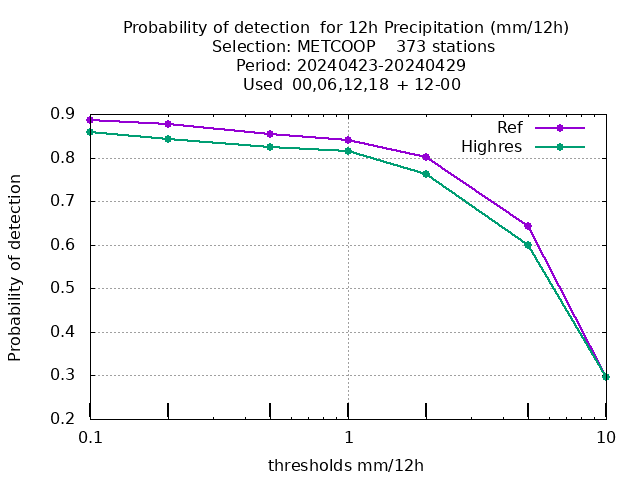 Probability of detection  for 12h Precipitation (mm/12h)
Selection: METCOOP    373 stations
Period: 20240423-20240429
Used  00,06,12,18 + 12-00
Ref
Highres
Probability of detection
0.9
0.8
0.7
0.6
0.5
0.4
0.3
0.2
0.1 1 10
thresholds mm/12h